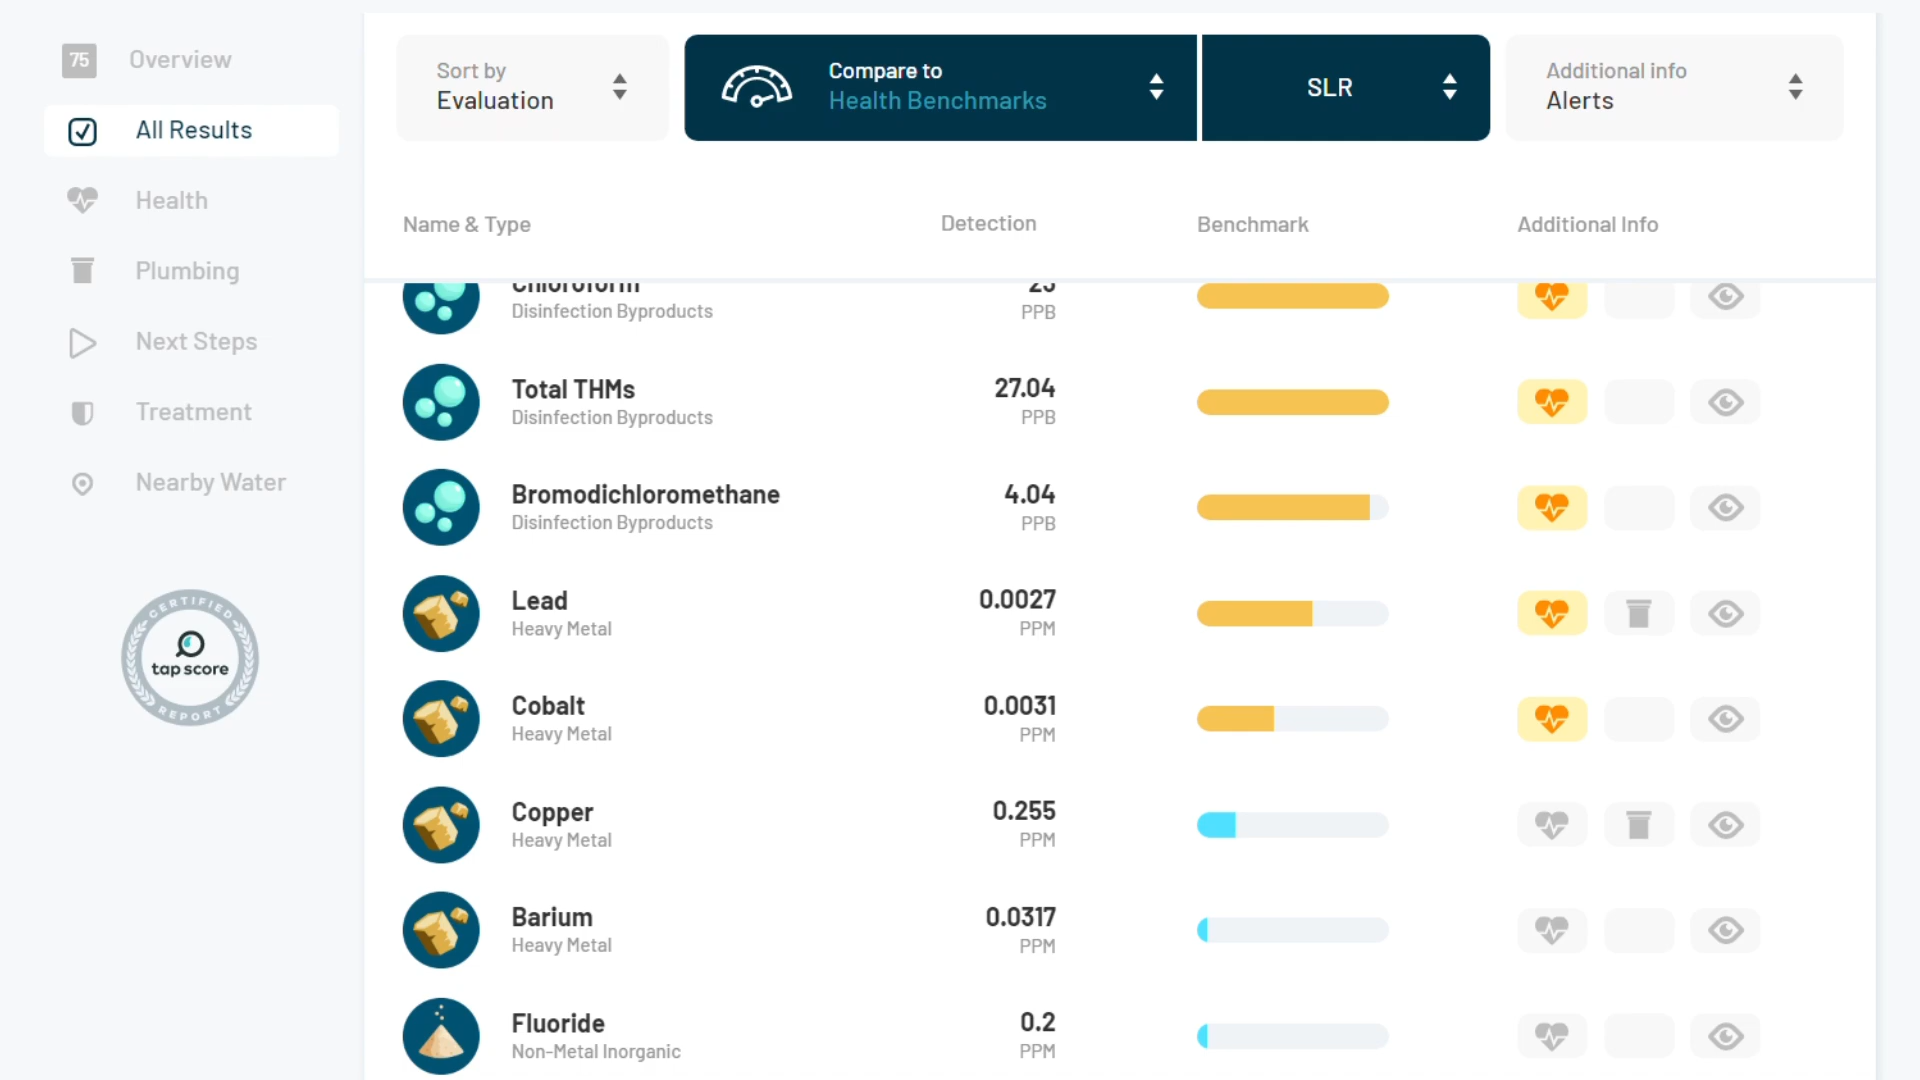 75 Overview
All Results
Health
Plumbing
Next Steps
Treatment
Nearby Water
CERTIFIED
tap score
REPORT
Sort by
Evaluation
Compare to
Health Benchmarks
SLR
Additional info
Alerts
Name & Type Detection Benchmark Additional Info
Chloroform 25
Disinfection Byproducts PPB
Total THMs 27.04
Disinfection Byproducts PPB
Bromodichloromethane 4.04
Disinfection Byproducts PPB
Lead 0.0027
Heavy Metal PPM
Cobalt 0.0031
Heavy Metal PPM
Copper 0.255
Heavy Metal PPM
Barium 0.0317
Heavy Metal PPM
Fluoride 0.2
Non-Metal Inorganic PPM